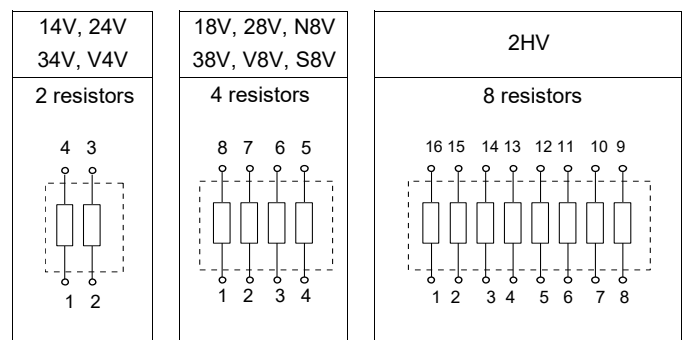 14V, 24V
34V, V4V
2 resistors
4 3
1 2
18V, 28V, N8V
38V, V8V, S8V
4 resistors
8 7 6 5
1 2 3 4
2HV
8 resistors
16 15 14 13 12 11 10 9
1 2 3 4 5 6 7 8